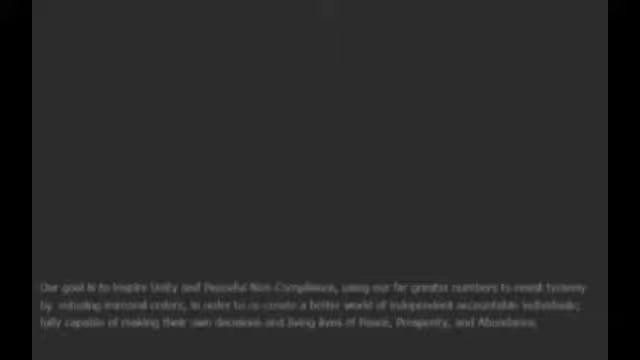 Our goal is to Inspire Unity and Peaceful Non-Compliance, using our far greater numbers to resist tyranny
by refusing immoral orders, in order to co-create a better world of independent accountable individuals;
fully capable of making their own decisions and living lives of Peace, Prosperity, and Abundance.